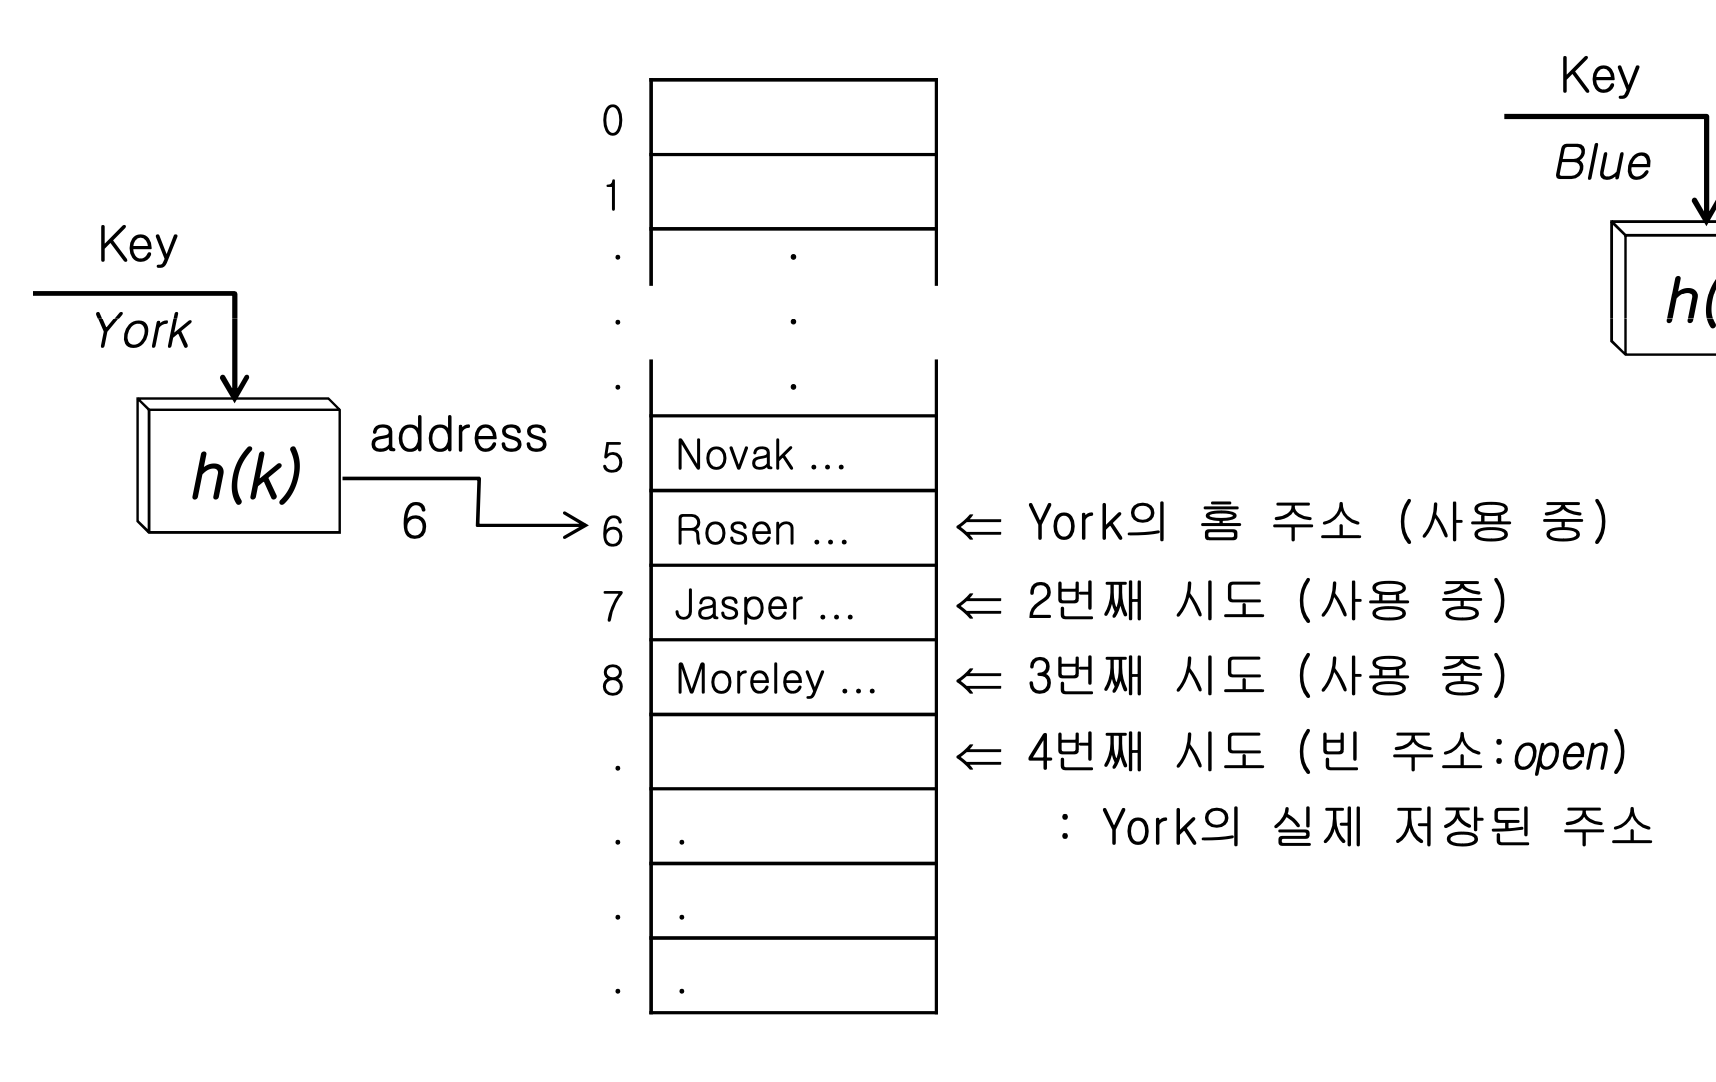 Key
York
h(k)
address
6
0
1
.
.
.
.
.
.
5 Novak ...
6 Rosen ... ⇐ York의 홈 주소 (사용 중)
7 Jasper ... ⇐ 2번째 시도 (사용 중)
8 Moreley ... ⇐ 3번째 시도 (사용 중)
. ⇐ 4번째 시도 (빈 주소:open)
: York의 실제 저장된 주소
. .
. .
. .
Key
Blue
h(